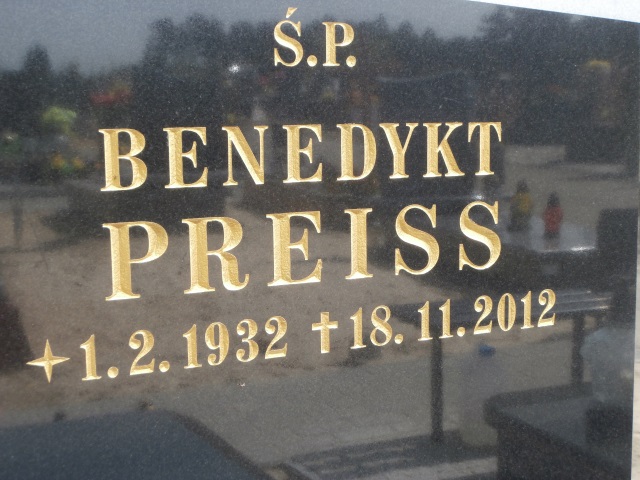 Ś.P.
BENEDYKT
PREISS
✦1.2.1932 ✝18.11.2012